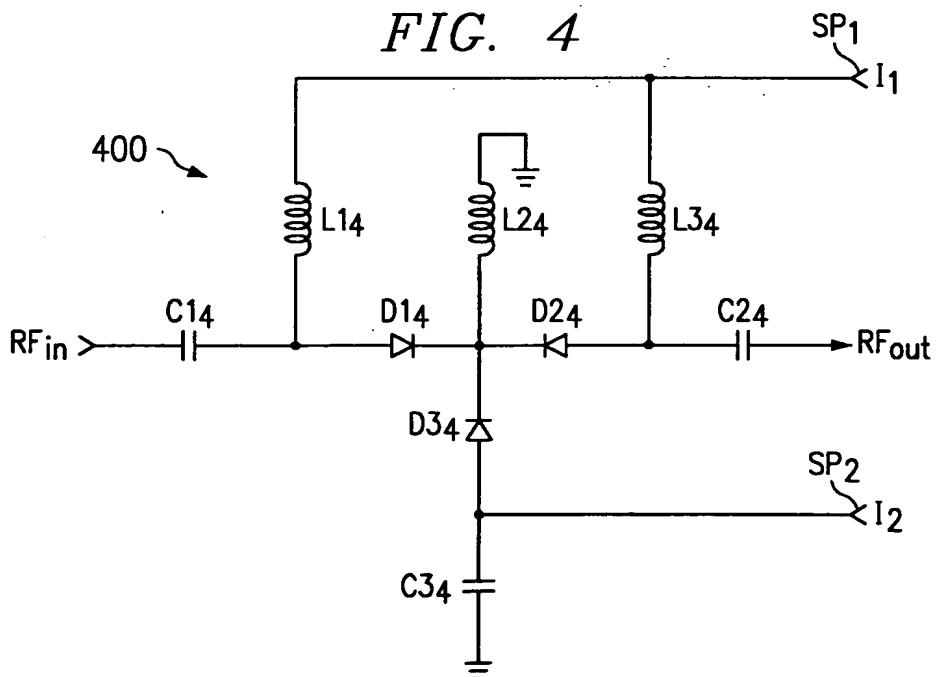 FIG. 4
SP1
I1
400
L14
L24
L34
RFin
C14
D14
D24
C24
RFout
D34
SP2
I2
C34